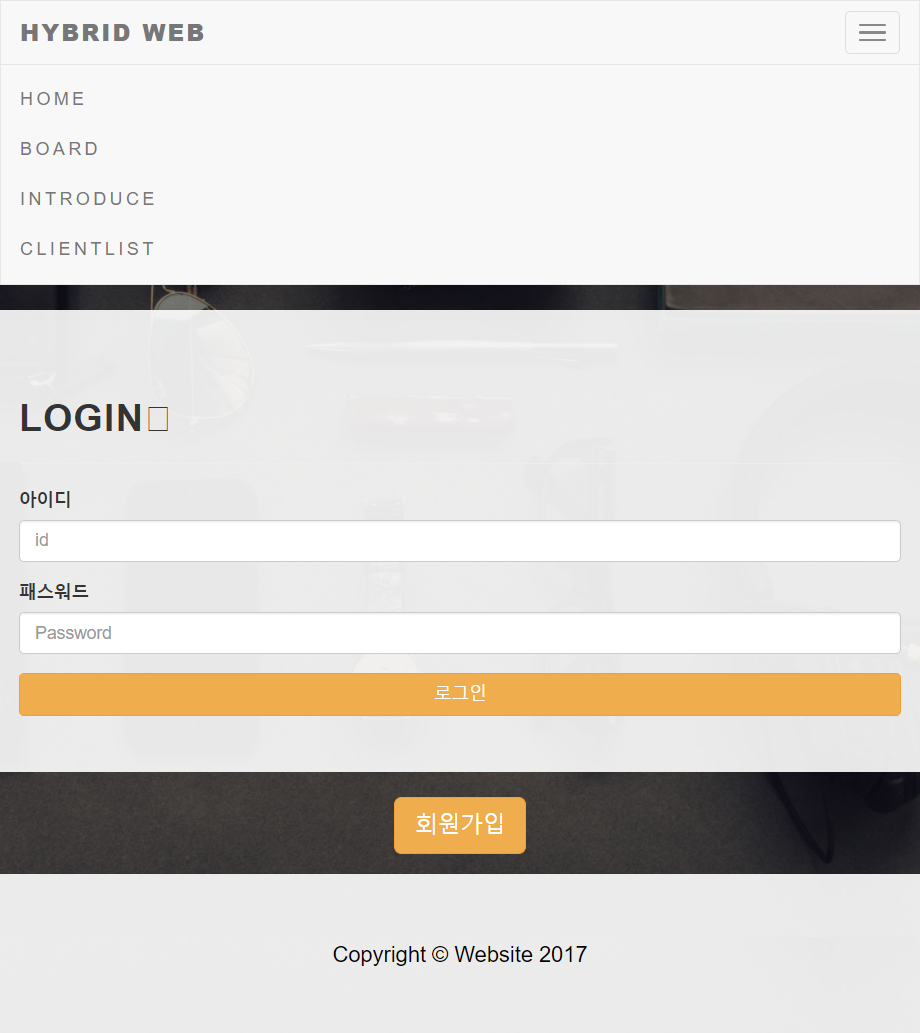 HYBRID WEB
HOME
BOARD
INTRODUCE
CLIENTLIST
LOGIN
아이디
id
패스워드
Password
로그인
회원가입
Copyright © Website 2017